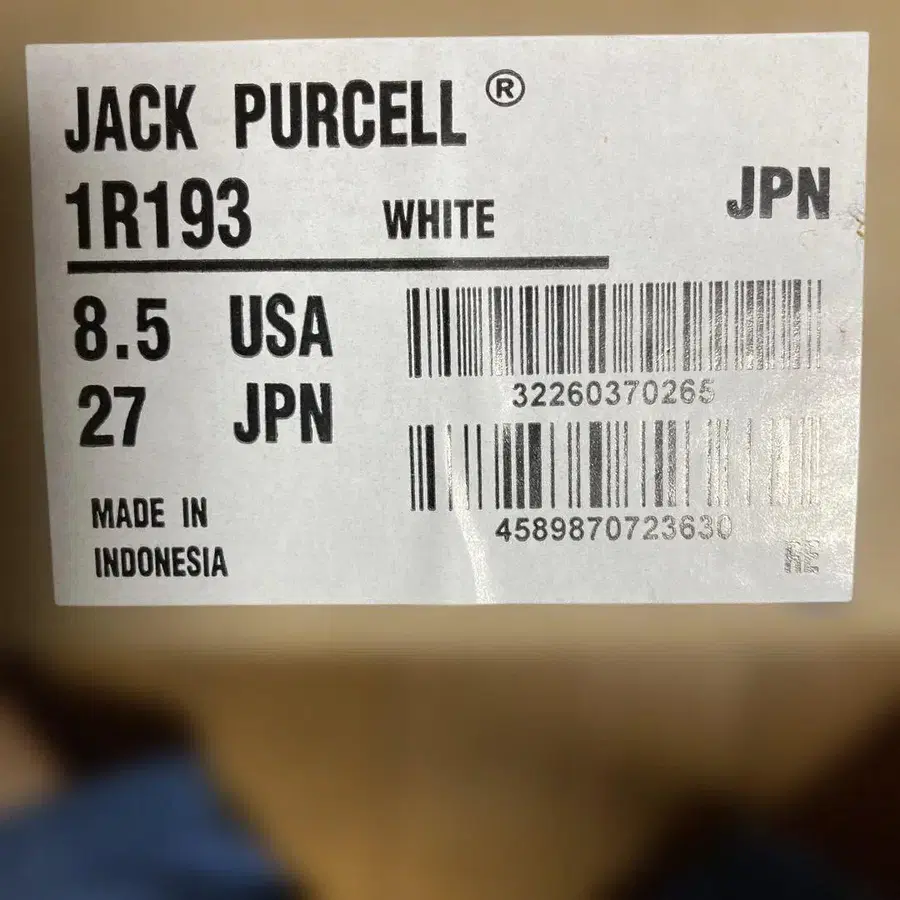 JACK PURCELL ®
1R193 WHITE JPN
8.5 USA
27 JPN
32260370265
4589870723630
MADE IN
INDONESIA